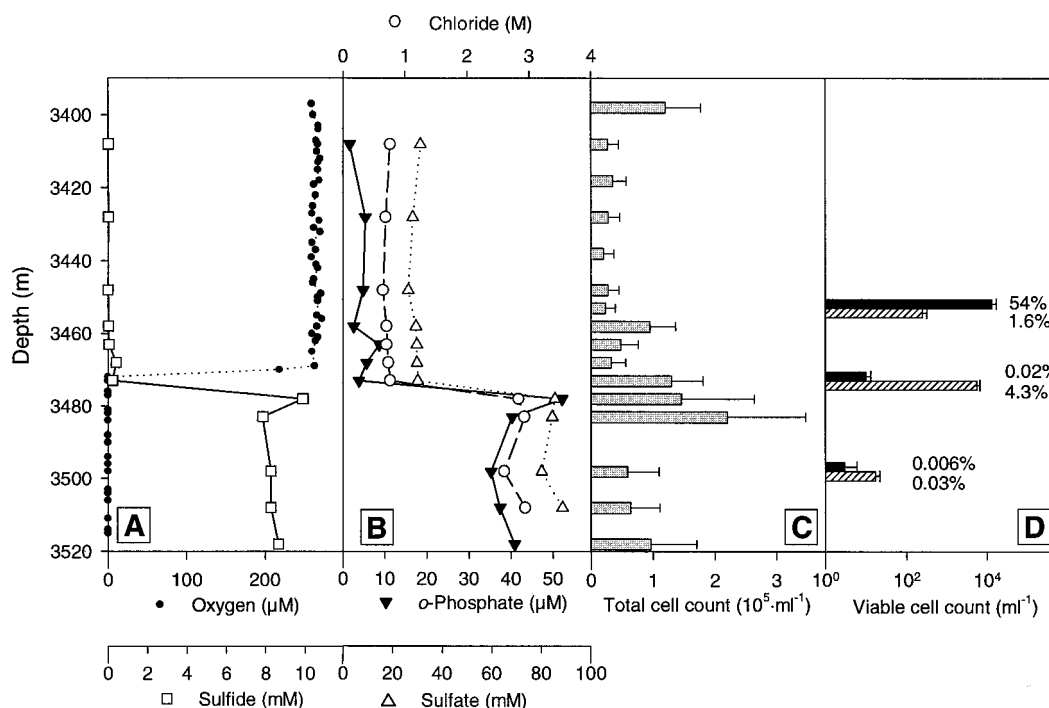 Chloride (M)
0 1 2 3 4
Depth (m)
3400
3420
3440
3460
3480
3500
3520
A
B
C
D
54%
1.6%
0.02%
4.3%
0.006%
0.03%
0 100 200
0 10 20 30 40 50
0 1 2 3
10⁰ 10² 10⁴
Oxygen (µM)
o-Phosphate (µM)
Total cell count (10⁵·ml⁻¹)
Viable cell count (ml⁻¹)
0 2 4 6 8 10
0 20 40 60 80 100
Sulfide (mM)
Sulfate (mM)